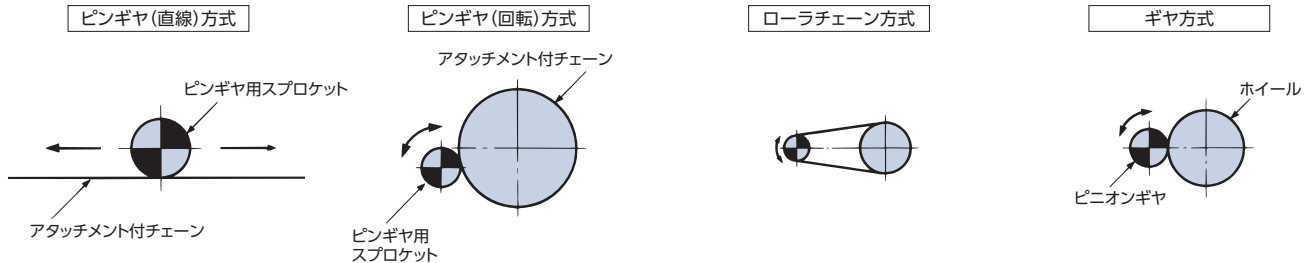 ピンギヤ(直線)方式
ピンギヤ用スプロケット
アタッチメント付チェーン
ピンギヤ(回転)方式
アタッチメント付チェーン
ピンギヤ用
スプロケット
ローラチェーン方式
ギヤ方式
ホイール
ピニオンギヤ